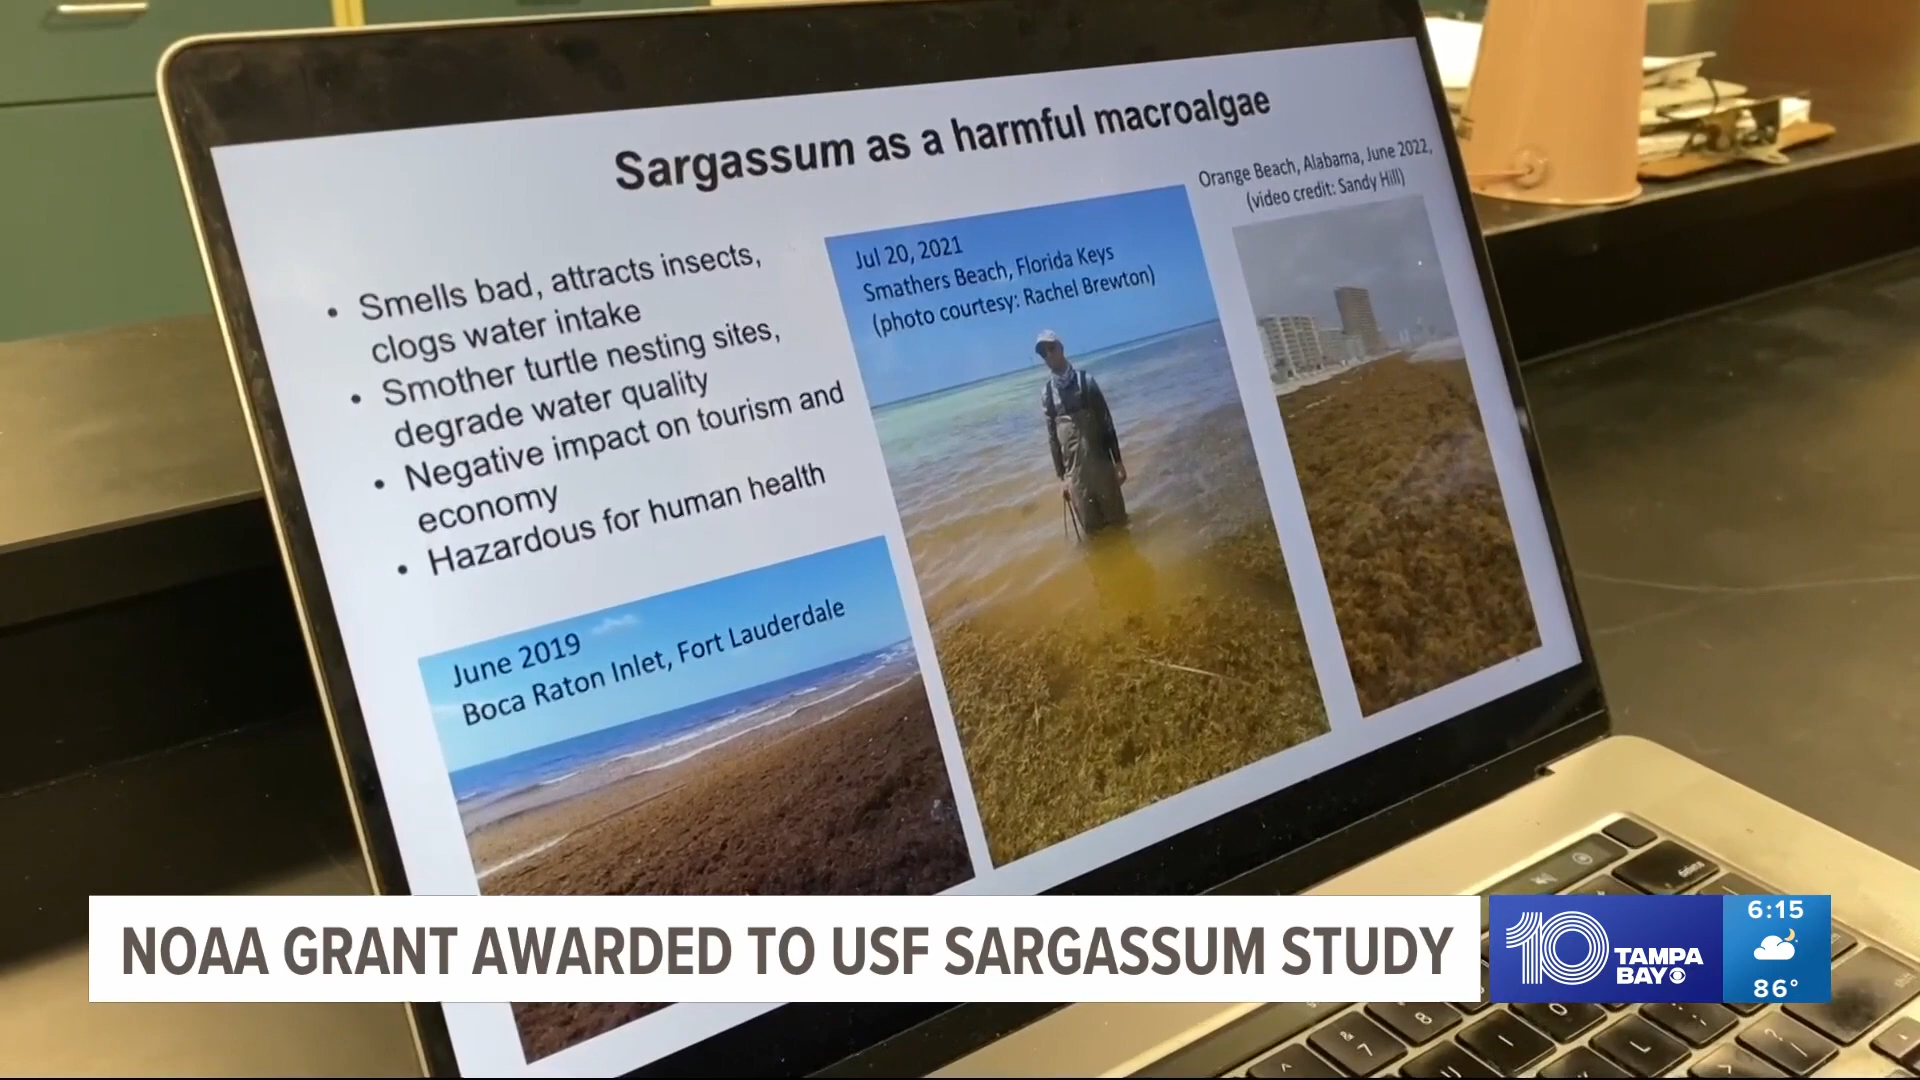 Sargassum as a harmful macroalgae
• Smells bad, attracts insects,
clogs water intake
• Smother turtle nesting sites,
degrade water quality
• Negative impact on tourism and
economy
• Hazardous for human health
Jul 20, 2021
Smathers Beach, Florida Keys
(photo courtesy: Rachel Brewton)
Orange Beach, Alabama, June 2022,
(video credit: Sandy Hill)
June 2019
Boca Raton Inlet, Fort Lauderdale
NOAA GRANT AWARDED TO USF SARGASSUM STUDY
10 TAMPA
BAY
6:15
86°
delete
&
7
*
8
I
O
L